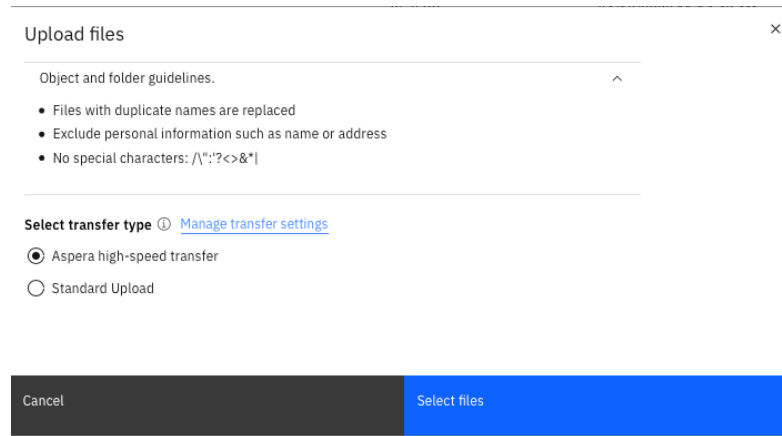 Upload files
Object and folder guidelines.
Files with duplicate names are replaced
Exclude personal information such as name or address
No special characters: /\":'?<>&*|
Select transfer type Manage transfer settings
Aspera high-speed transfer
Standard Upload
Cancel Select files